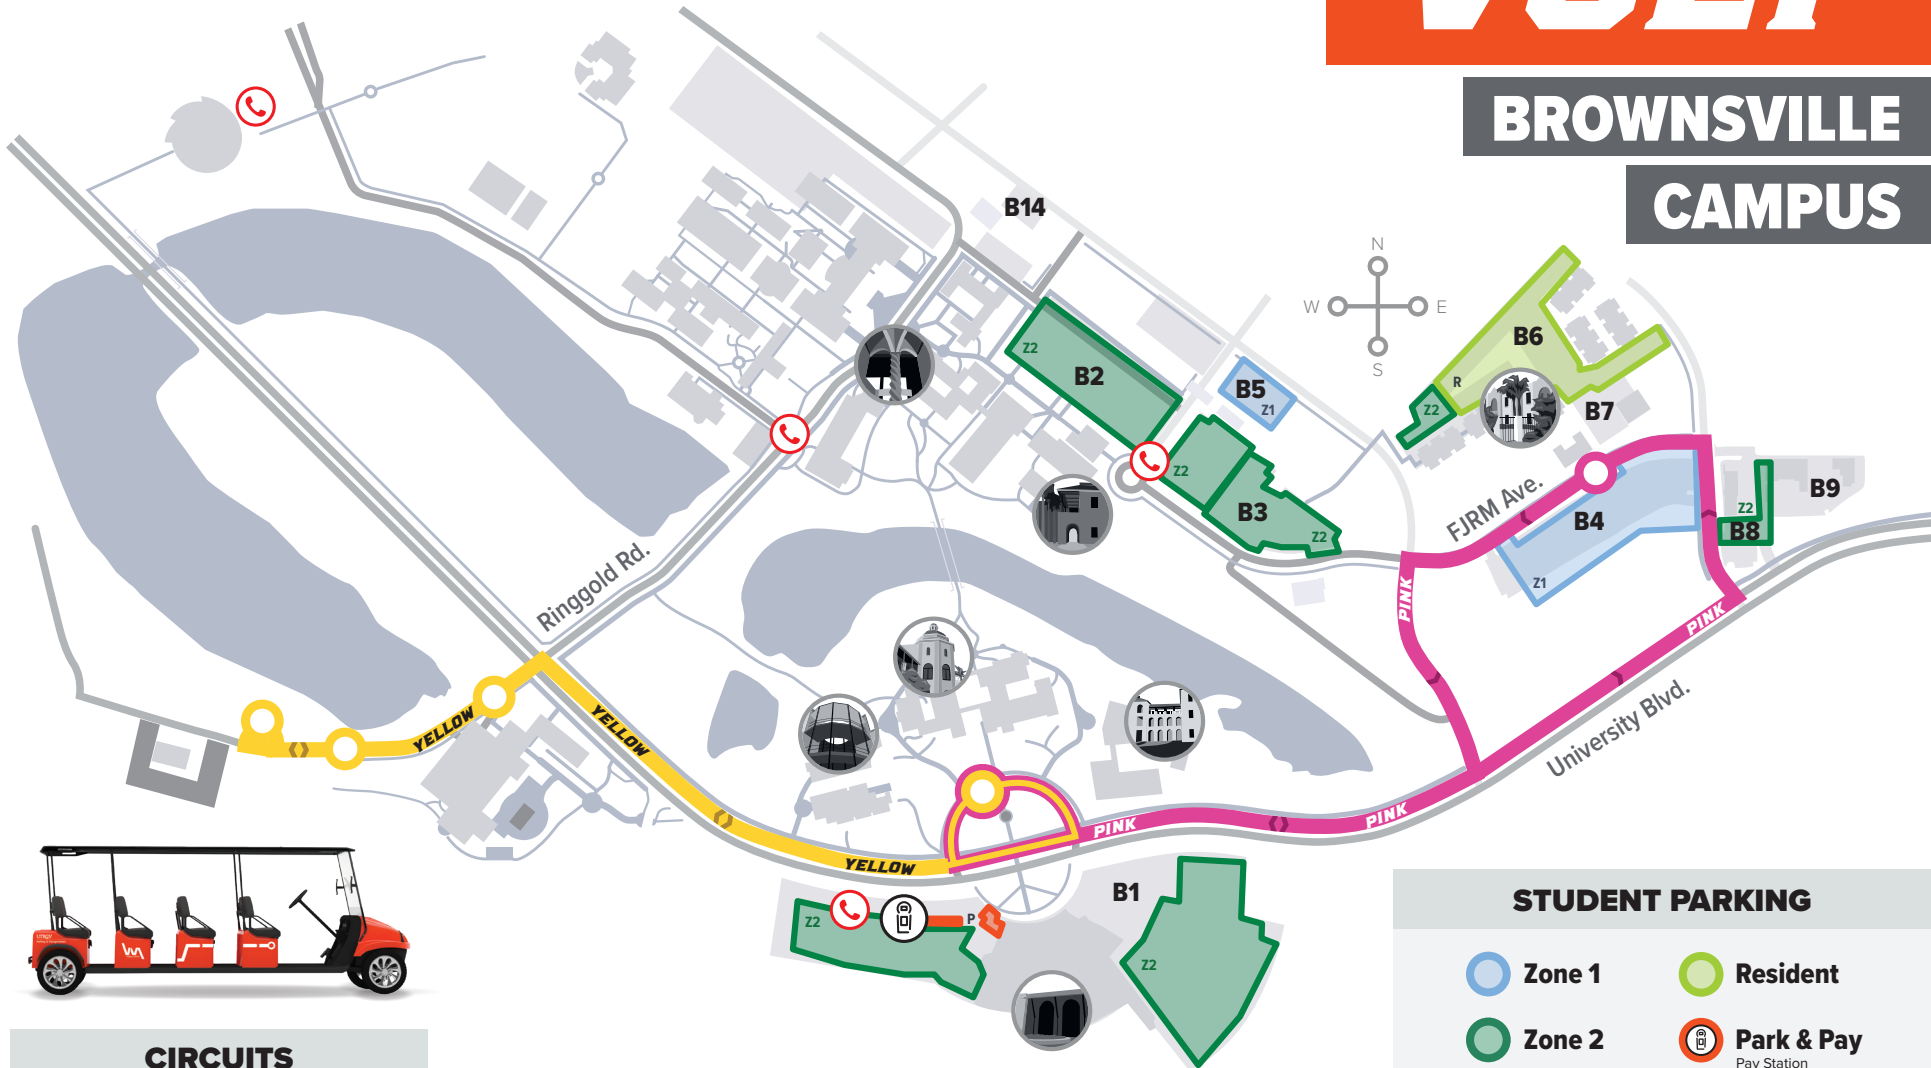 VOLT
BROWNSVILLE
CAMPUS
B14
N
W
E
S
B6
R
Z2
B7
Z2
B2
B5
Z1
Z2
B3
Z2
FJRM Ave.
B4
Z1
B9
Z2
B8
Ringgold Rd.
PINK
PINK
University Blvd.
YELLOW
YELLOW
PINK
PINK
YELLOW
B1
Z2
P
Z2
STUDENT PARKING
Zone 1
Resident
Zone 2
Park & Pay
Pay Station
CIRCUITS